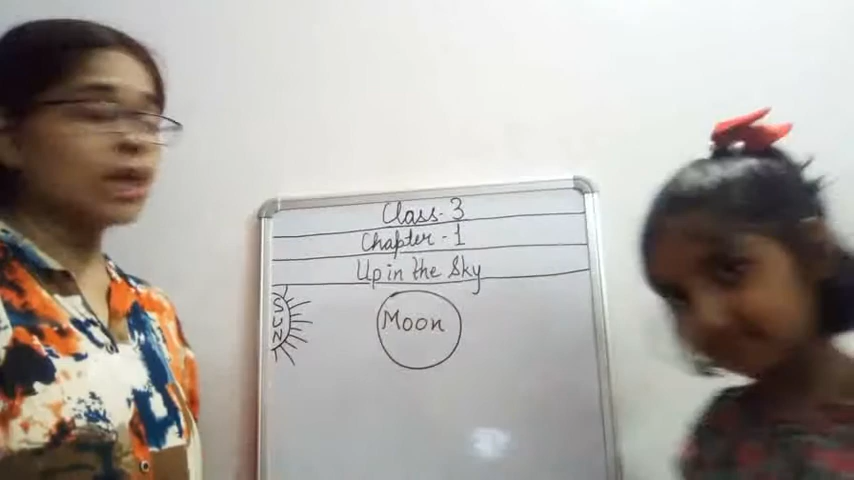 Class-3
Chapter-1
Up in the Sky
SUN
Moon